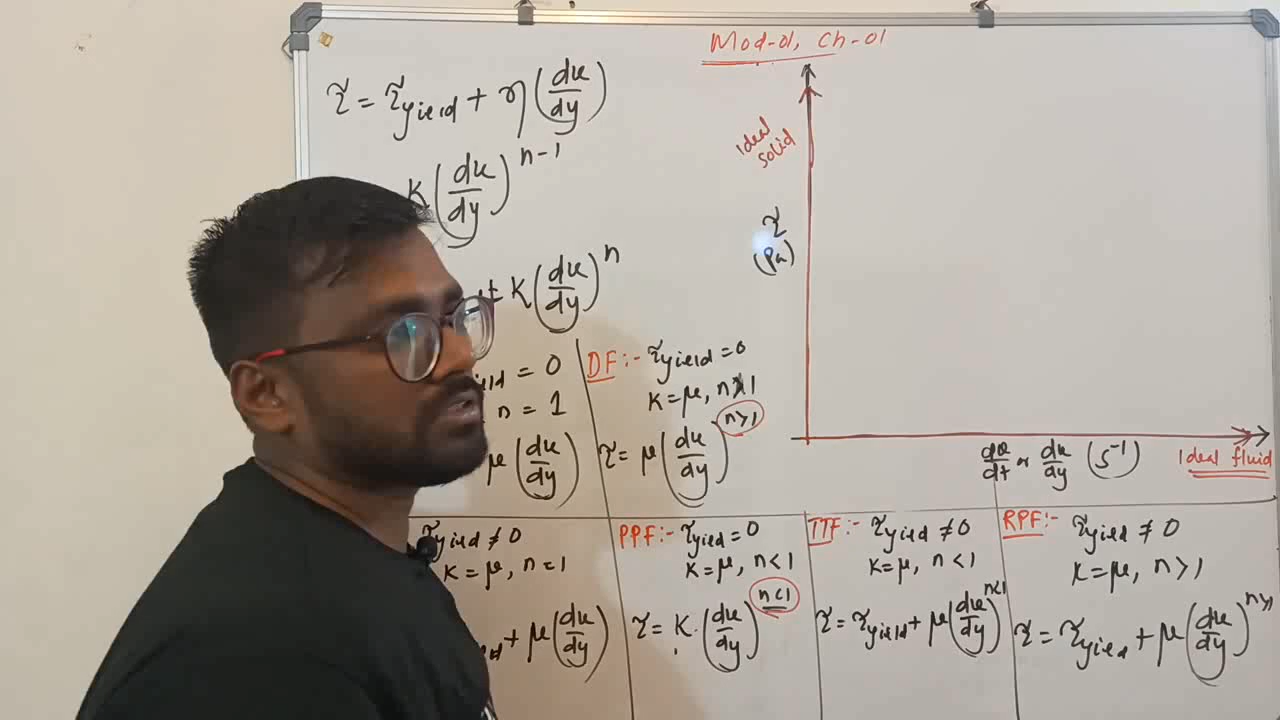 Mod-01, Ch-01
τ = τyield + η (du/dy)
K (du/dy)^n-1
+ K (du/dy)^n
Ideal solid
τ
(Pa)
dθ/dt or du/dy (s^-1)
Ideal fluid
yield = 0
n = 1
μ (du/dy)
DF:- τyield = 0
K = μ, n
n>1
τ = μ (du/dy)
τyield ≠ 0
K = μ, n = 1
+ μ (du/dy)
PPF:- τyield = 0
K = μ, n < 1
n<1
τ = K. (du/dy)
TTF:- τyield ≠ 0
K = μ, n < 1
τ = τyield + μ (du/dy)^n<1
RPF:- τyield ≠ 0
K = μ, n > 1
τ = τyield + μ (du/dy)^n>1